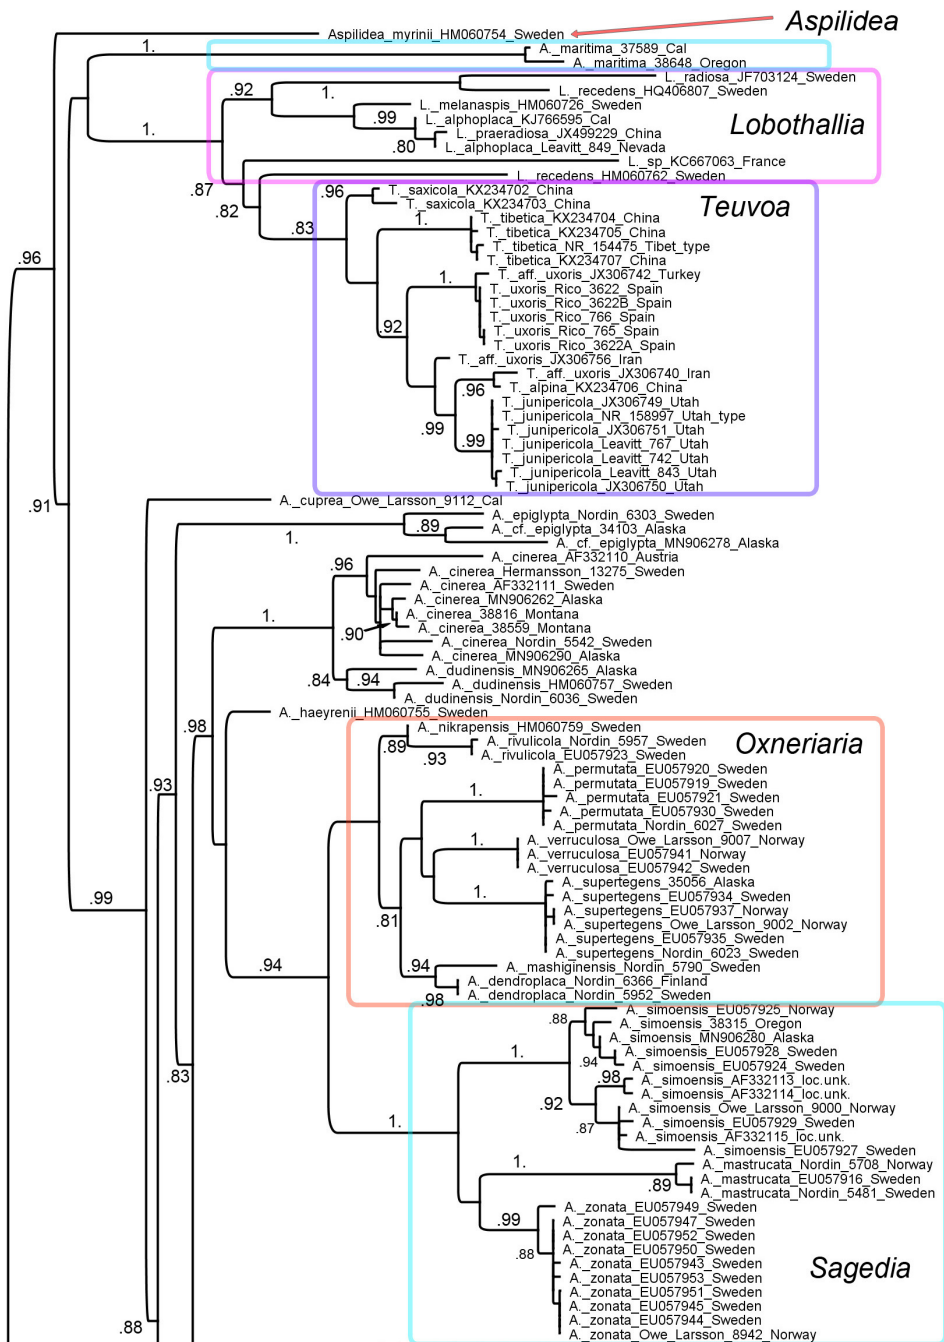 Aspilidea
Aspilidea_myrinii_HM060754_Sweden
1.
A._maritima_37589_Cal
A._maritima_38648_Oregon
L._radiosa_JF703124_Sweden
.92
1.
L._recedens_HQ406807_Sweden
L._melanaspis_HM060726_Sweden
.99
L._alphoplaca_KJ766595_Cal
Lobothallia
1.
L._praeradiosa_JX499229_China
.80
L._alphoplaca_Leavitt_849_Nevada
L._sp_KC667063_France
L._recedens_HM060762_Sweden
.87
.96
T._saxicola_KX234702_China
T._saxicola_KX234703_China
Teuvoa
.82
T._tibetica_KX234704_China
1.
.83
T._tibetica_KX234705_China
T._tibetica_NR_154475_Tibet_type
.96
T._tibetica_KX234707_China
T._aff._uxoris_JX306742_Turkey
1.
T._uxoris_Rico_3622_Spain
T._uxoris_Rico_3622B_Spain
T._uxoris_Rico_766_Spain
.92
T._uxoris_Rico_765_Spain
T._uxoris_Rico_3622A_Spain
T._aff._uxoris_JX306756_Iran
T._aff._uxoris_JX306740_Iran
.96
T._alpina_KX234706_China
T._junipericola_JX306749_Utah
T._junipericola_NR_158997_Utah_type
.99
T._junipericola_JX306751_Utah
.99
T._junipericola_Leavitt_767_Utah
T._junipericola_Leavitt_742_Utah
T._junipericola_Leavitt_843_Utah
T._junipericola_JX306750_Utah
A._cuprea_Owe_Larsson_9112_Cal
.91
A._epiglypta_Nordin_6303_Sweden
.89
A._cf._epiglypta_34103_Alaska
1.
A._cf._epiglypta_MN906278_Alaska
A._cinerea_AF332110_Austria
.96
A._cinerea_Hermansson_13275_Sweden
A._cinerea_AF332111_Sweden
A._cinerea_MN906262_Alaska
1.
A._cinerea_38816_Montana
.90
A._cinerea_38559_Montana
A._cinerea_Nordin_5542_Sweden
A._cinerea_MN906290_Alaska
A._dudinensis_MN906265_Alaska
.84
.94
A._dudinensis_HM060757_Sweden
A._dudinensis_Nordin_6036_Sweden
A._haeyrenii_HM060755_Sweden
.98
A._nikrapensis_HM060759_Sweden
Oxneriaria
.89
A._rivulicola_Nordin_5957_Sweden
.93
A._rivulicola_EU057923_Sweden
A._permutata_EU057920_Sweden
.93
A._permutata_EU057919_Sweden
1.
A._permutata_EU057921_Sweden
A._permutata_EU057930_Sweden
A._permutata_Nordin_6027_Sweden
1.
A._verruculosa_Owe_Larsson_9007_Norway
A._verruculosa_EU057941_Norway
A._verruculosa_EU057942_Sweden
A._supertegens_35056_Alaska
1.
A._supertegens_EU057934_Sweden
.99
A._supertegens_EU057937_Norway
.81
A._supertegens_Owe_Larsson_9002_Norway
A._supertegens_EU057935_Sweden
A._supertegens_Nordin_6023_Sweden
.94
.94
A._mashiginensis_Nordin_5790_Sweden
A._dendroplaca_Nordin_6366_Finland
.98
A._dendroplaca_Nordin_5952_Sweden
A._simoensis_EU057925_Norway
.88
A._simoensis_38315_Oregon
A._simoensis_MN906280_Alaska
1.
A._simoensis_EU057928_Sweden
.94
A._simoensis_EU057924_Sweden
.83
.98
A._simoensis_AF332113_loc.unk.
A._simoensis_AF332114_loc.unk.
.92
A._simoensis_Owe_Larsson_9000_Norway
1.
.87
A._simoensis_EU057929_Sweden
A._simoensis_AF332115_loc.unk.
A._simoensis_EU057927_Sweden
1.
A._mastrucata_Nordin_5708_Norway
.89
A._mastrucata_EU057916_Sweden
A._mastrucata_Nordin_5481_Sweden
A._zonata_EU057949_Sweden
.99
A._zonata_EU057947_Sweden
A._zonata_EU057952_Sweden
.88
A._zonata_EU057950_Sweden
A._zonata_EU057943_Sweden
Sagedia
A._zonata_EU057953_Sweden
A._zonata_EU057951_Sweden
A._zonata_EU057945_Sweden
.88
A._zonata_EU057944_Sweden
A._zonata_Owe_Larsson_8942_Norway